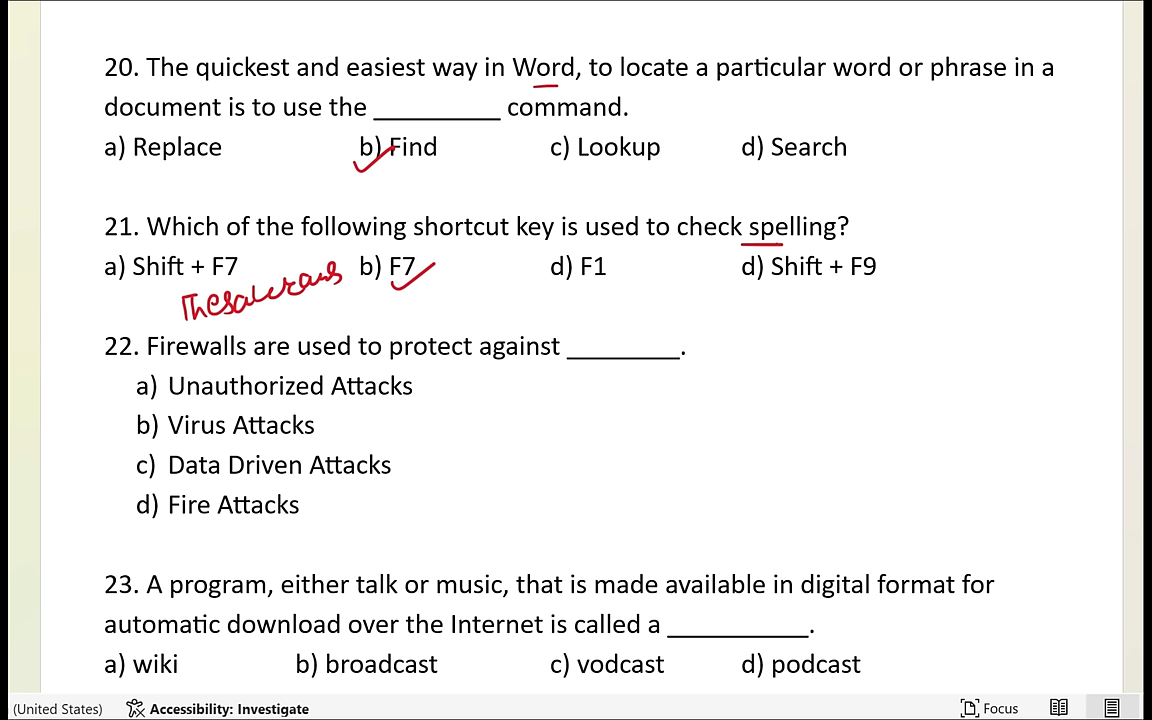 20. The quickest and easiest way in Word, to locate a particular word or phrase in a
document is to use the __________ command.
a) Replace b) Find c) Lookup d) Search
21. Which of the following shortcut key is used to check spelling?
a) Shift + F7 b) F7 d) F1 d) Shift + F9
22. Firewalls are used to protect against _________.
a) Unauthorized Attacks
b) Virus Attacks
c) Data Driven Attacks
d) Fire Attacks
23. A program, either talk or music, that is made available in digital format for
automatic download over the Internet is called a ___________.
a) wiki b) broadcast c) vodcast d) podcast
(United States) Accessibility: Investigate Focus